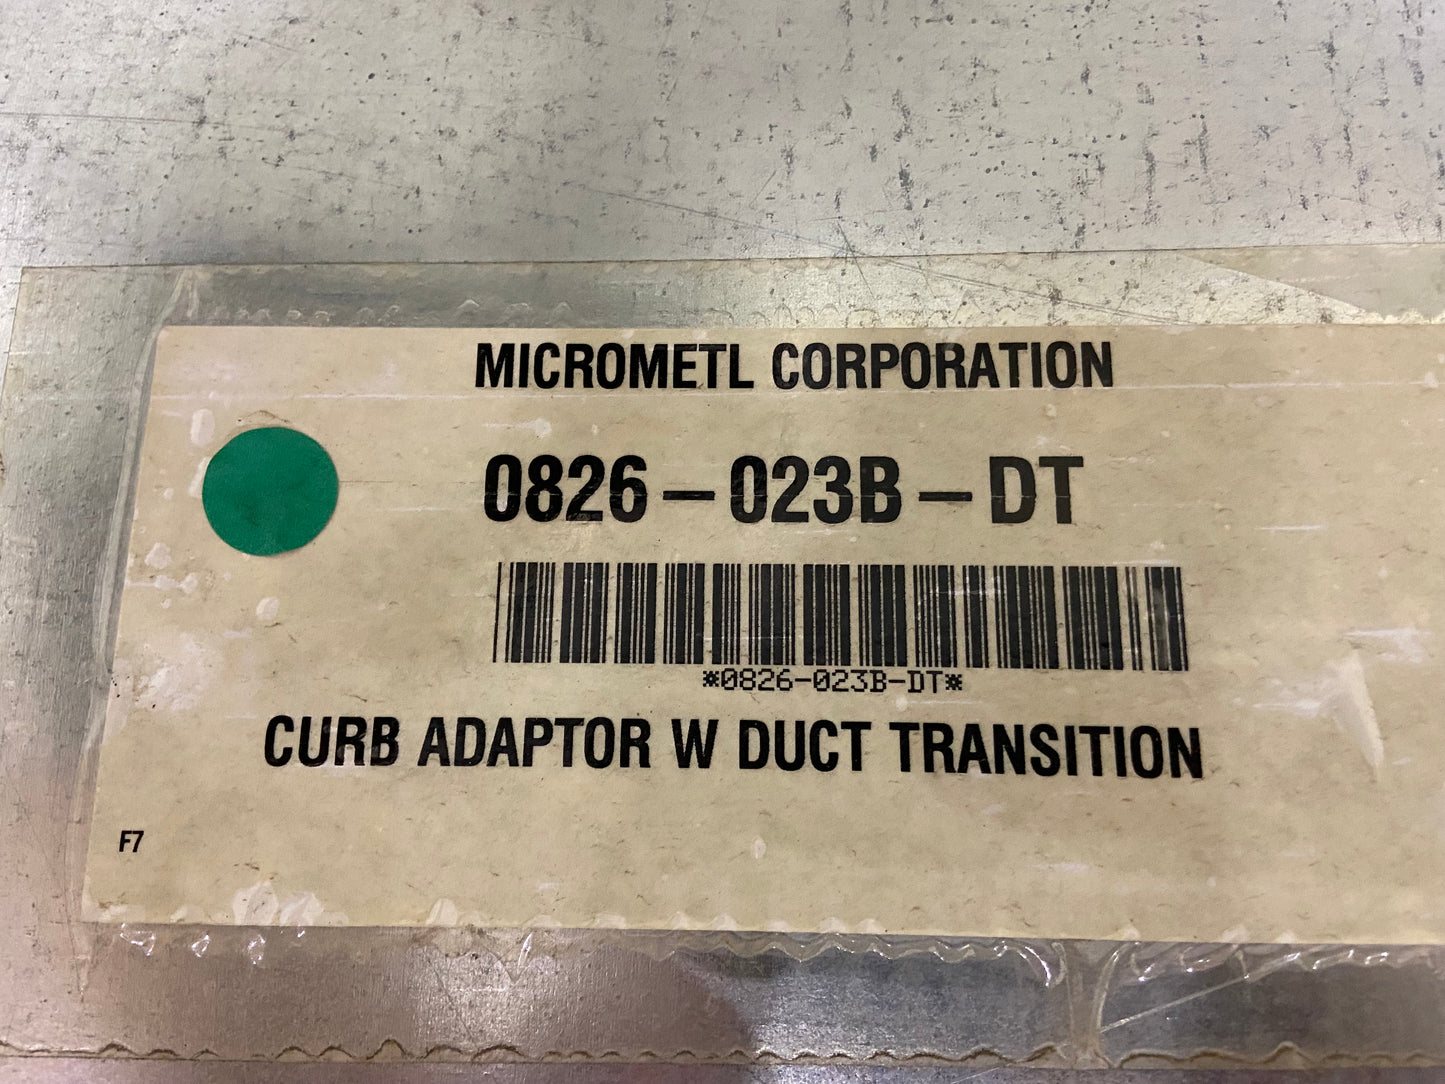 MICROMETL CORPORATION
0826-023B-DT
*0826-023B-DT*
CURB ADAPTOR W DUCT TRANSITION
F7